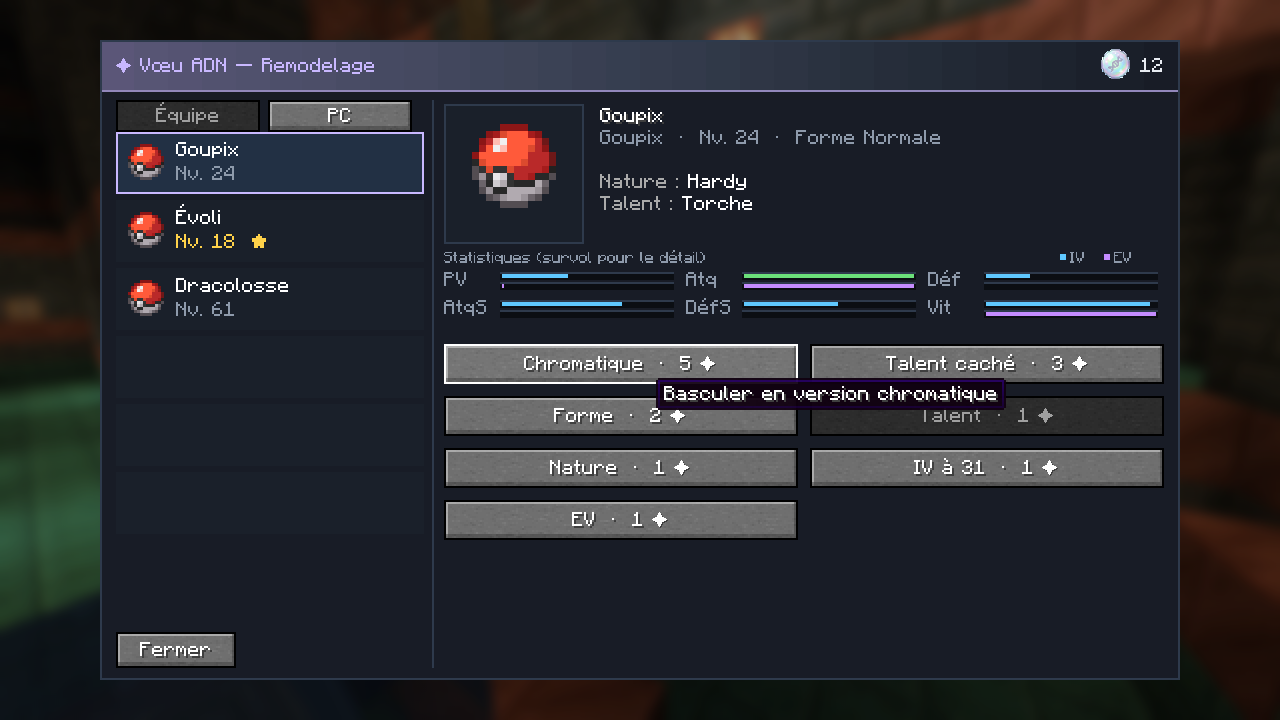 ✦ Vœu ADN — Remodelage
12
Équipe
PC
Goupix
Nv. 24
Évoli
Nv. 18
Dracolosse
Nv. 61
Goupix
Goupix · Nv. 24 · Forme Normale
Nature : Hardy
Talent : Torche
Statistiques (survol pour le détail)
IV
EV
PV
Atq
Déf
AtqS
DéfS
Vit
Chromatique · 5 ✦
Talent caché · 3 ✦
Basculer en version chromatique
Forme · 2 ✦
Talent · 1 ✦
Nature · 1 ✦
IV à 31 · 1 ✦
EV · 1 ✦
Fermer